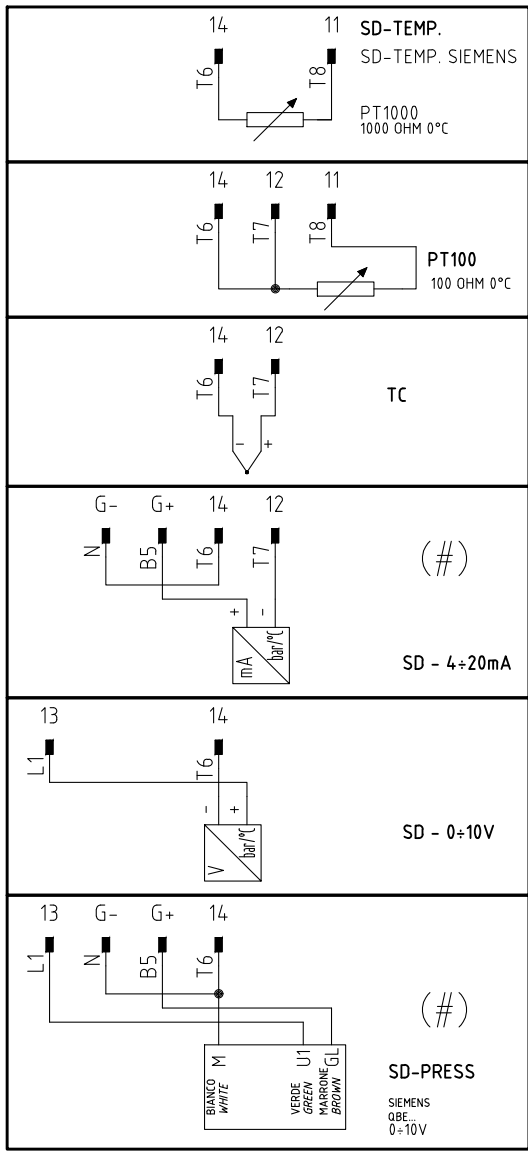 14 11 SD-TEMP.
T6 T8 SD-TEMP. SIEMENS
PT1000
1000 OHM 0°C
14 12 11
T6 T7 T8
PT100
100 OHM 0°C
14 12
T6 T7
TC
- +
G- G+ 14 12
N B5 T6 T7
(#)
+ -
mA bar/°C
SD - 4÷20mA
13 14
L1 T6
- +
V bar/°C
SD - 0÷10V
13 G- G+ 14
L1 N B5 T6
(#)
M U1 GL
BIANCO VERDE MARRONE
WHITE GREEN BROWN
SD-PRESS
SIEMENS
QBE...
0÷10V